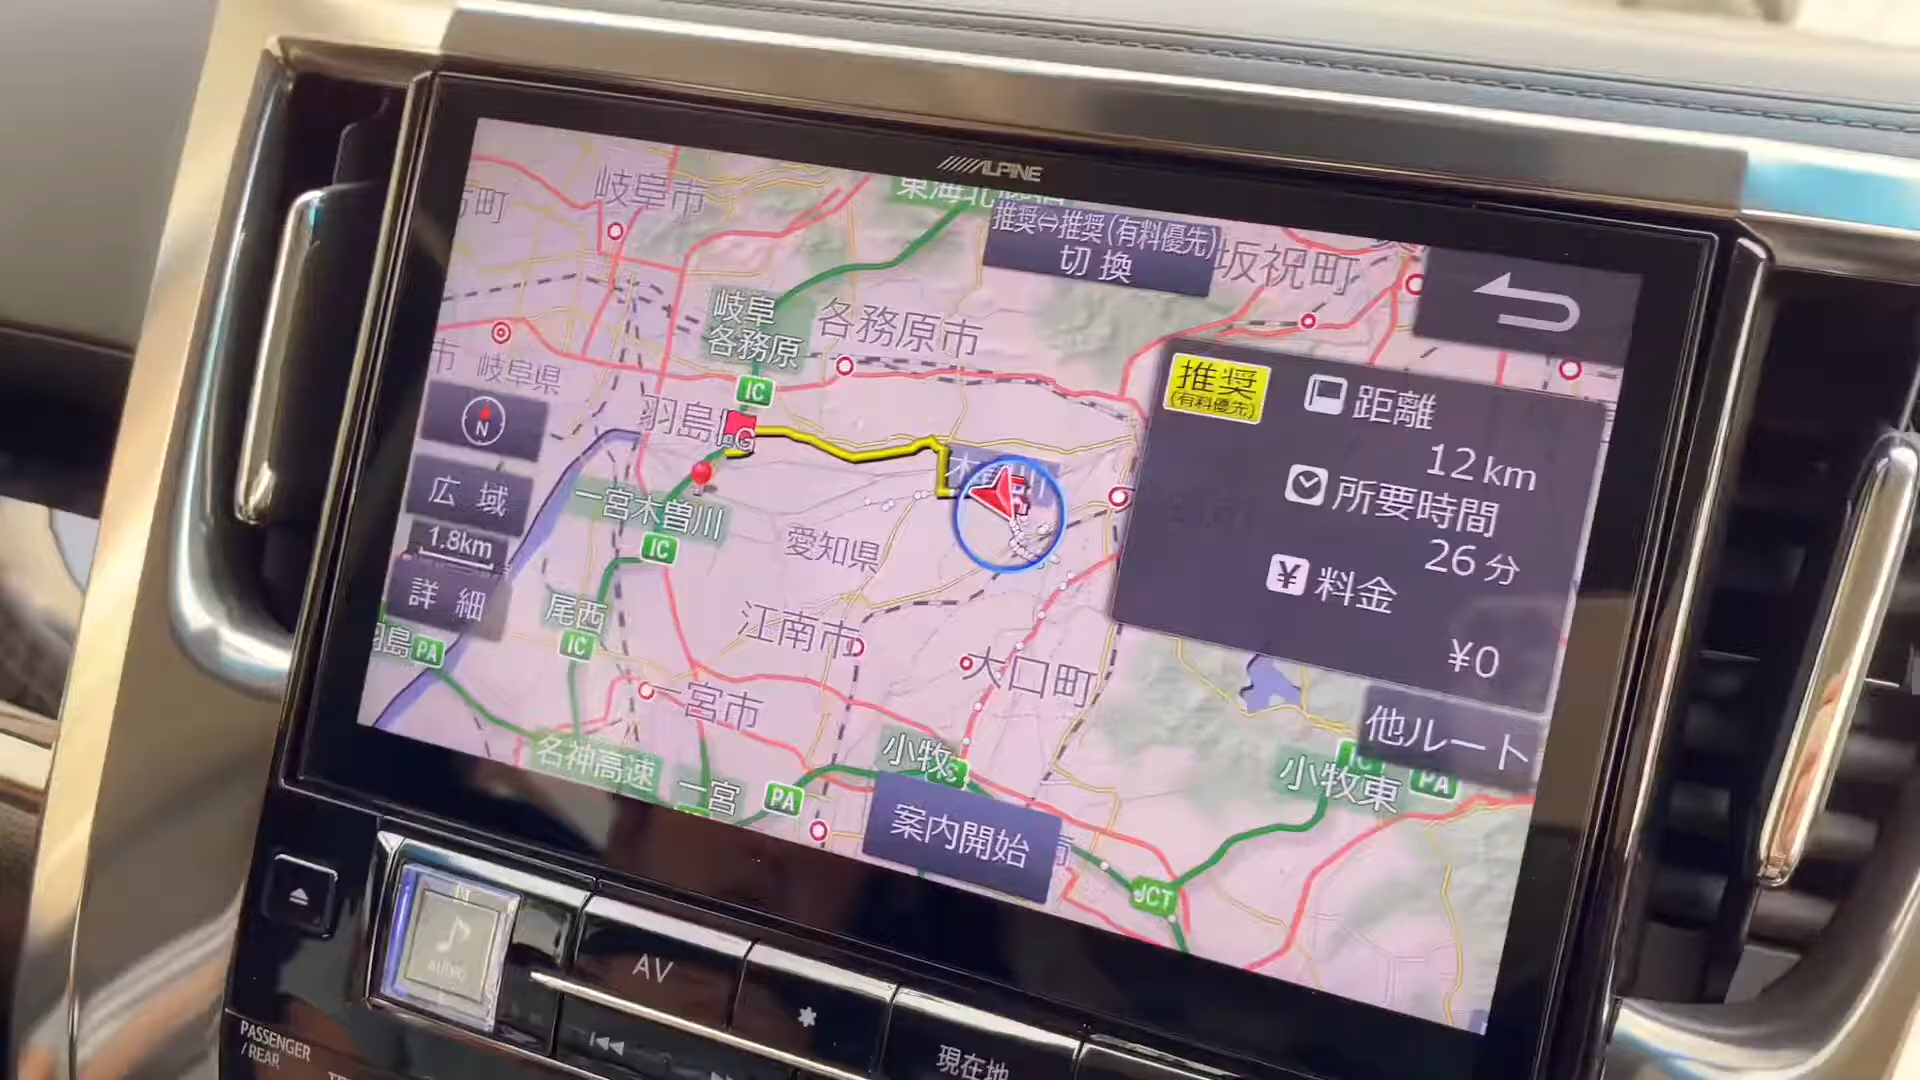 ALPINE
岐阜市
推奨⇔推奨(有料優先)
切換
坂祝町
岐阜
各務原
各務原市
IC
岐阜県
N
羽島
G
推奨
(有料優先)
距離
12km
所要時間
26分
料金
¥0
広域
1.8km
詳細
一宮木曽川
IC
愛知県
尾西
IC
江南市
大口町
羽島
PA
一宮市
他ルート
名神高速
一宮
PA
小牧
小牧東
IC
PA
案内開始
JCT
AUDIO
AV
*
現在地
PASSENGER
/REAR